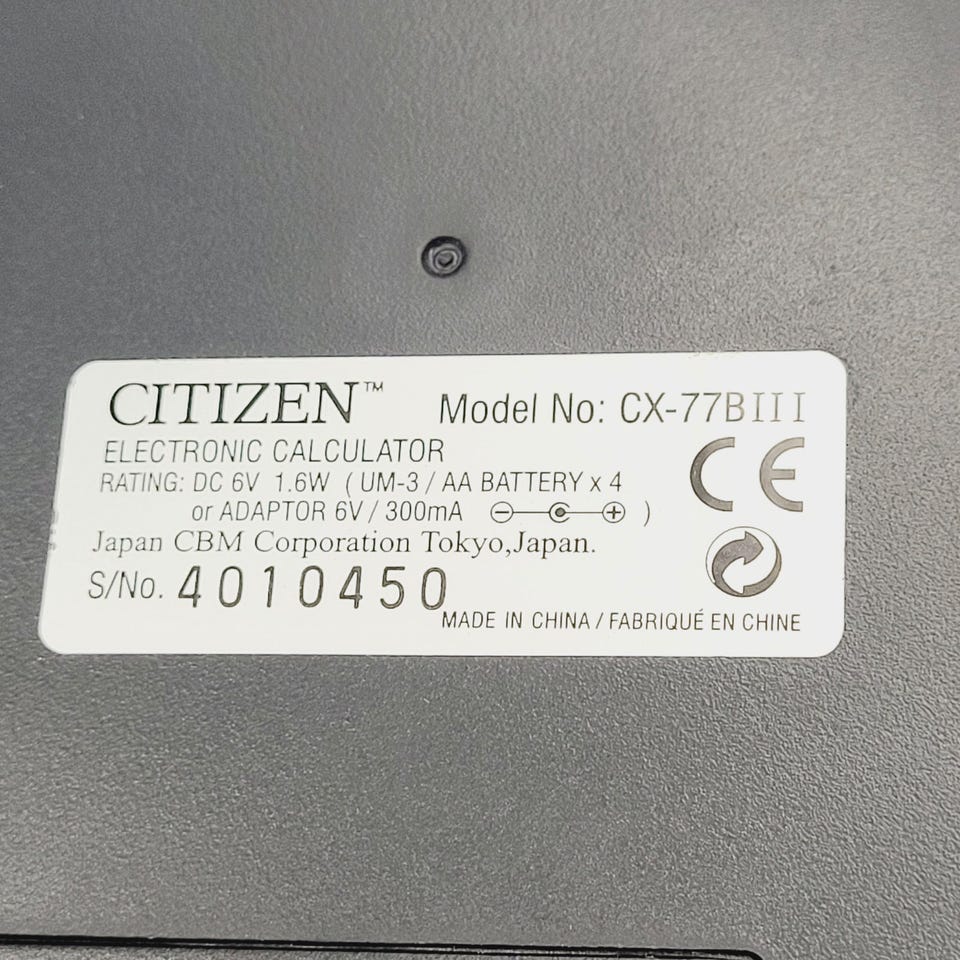 CITIZEN™ Model No: CX-77BIII
ELECTRONIC CALCULATOR
RATING: DC 6V 1.6W ( UM-3 / AA BATTERY x 4
or ADAPTOR 6V / 300mA )
CE
Japan CBM Corporation Tokyo,Japan.
S/No. 4010450
MADE IN CHINA / FABRIQUÉ EN CHINE